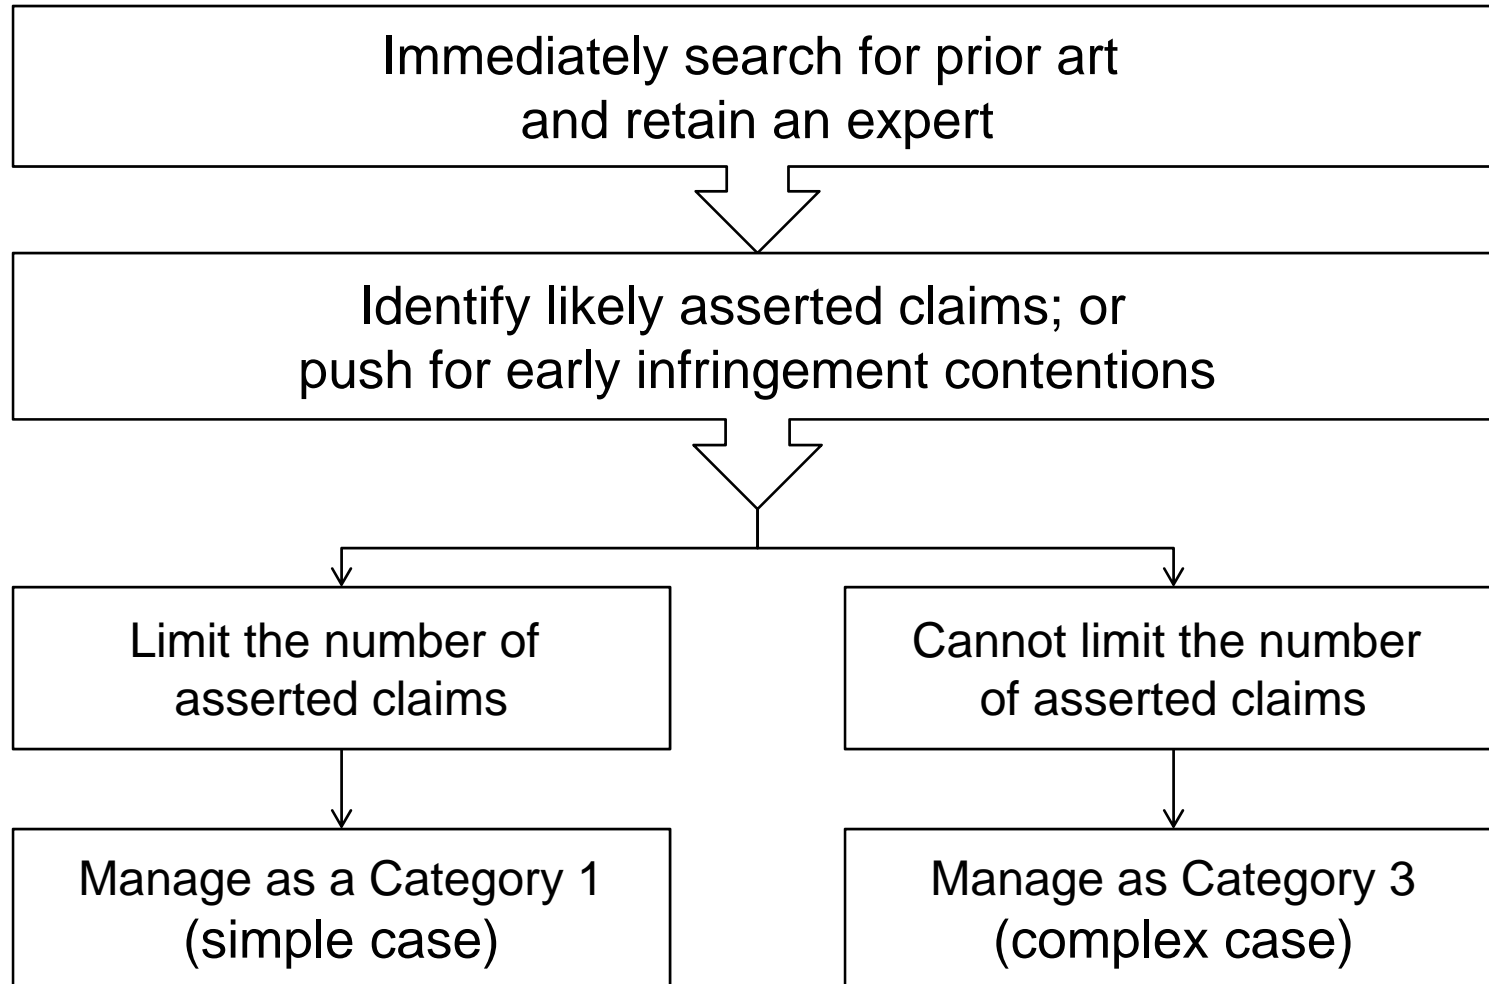 Immediately search for prior art
and retain an expert
Identify likely asserted claims; or
push for early infringement contentions
Limit the number of
asserted claims
Cannot limit the number
of asserted claims
Manage as a Category 1
(simple case)
Manage as Category 3
(complex case)